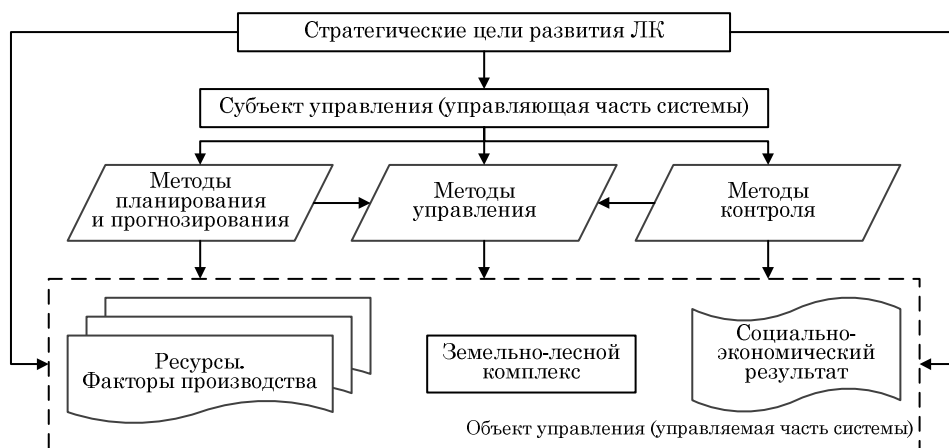 Стратегические цели развития ЛК
Субъект управления (управляющая часть системы)
Методы
планирования
и прогнозирования
Методы
управления
Методы
контроля
Ресурсы.
Факторы производства
Земельно-лесной
комплекс
Социально-
экономический
результат
Объект управления (управляемая часть системы)